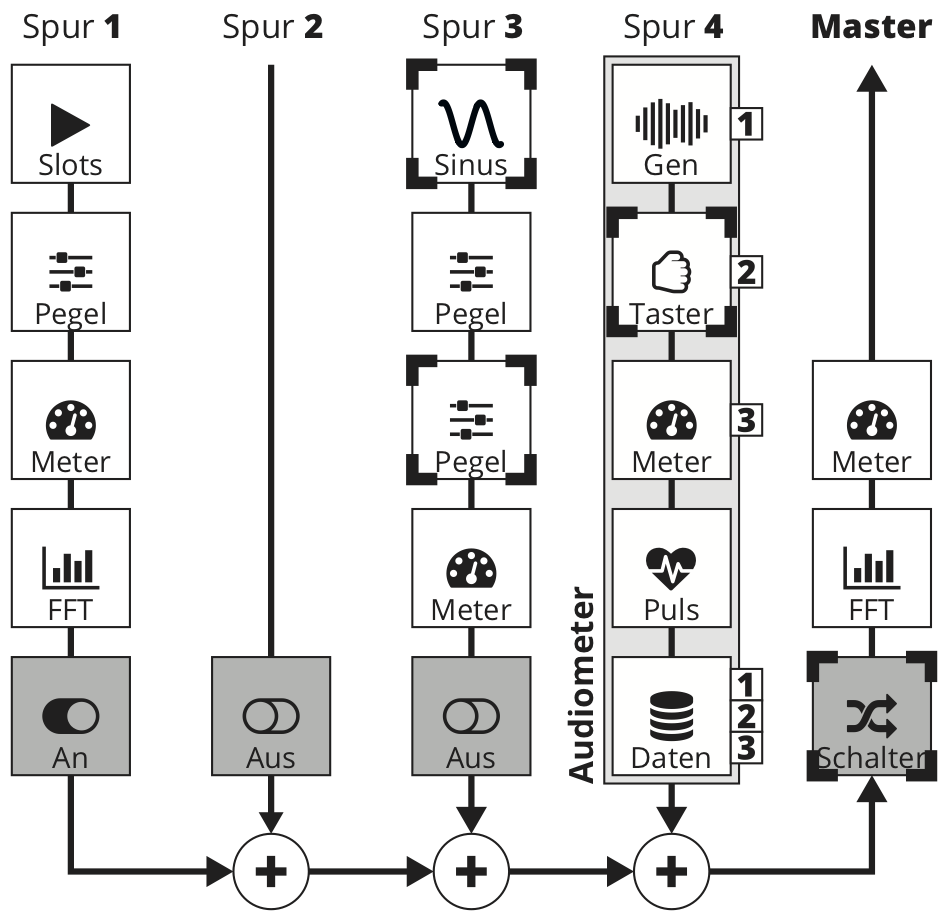 Spur 1
Spur 2
Spur 3
Spur 4
Master
Slots
Pegel
Meter
FFT
An
Aus
Sinus
Pegel
Pegel
Meter
Aus
Audiometer
Gen
1
Taster
2
Meter
3
Puls
Daten
1
2
3
Meter
FFT
Schalter